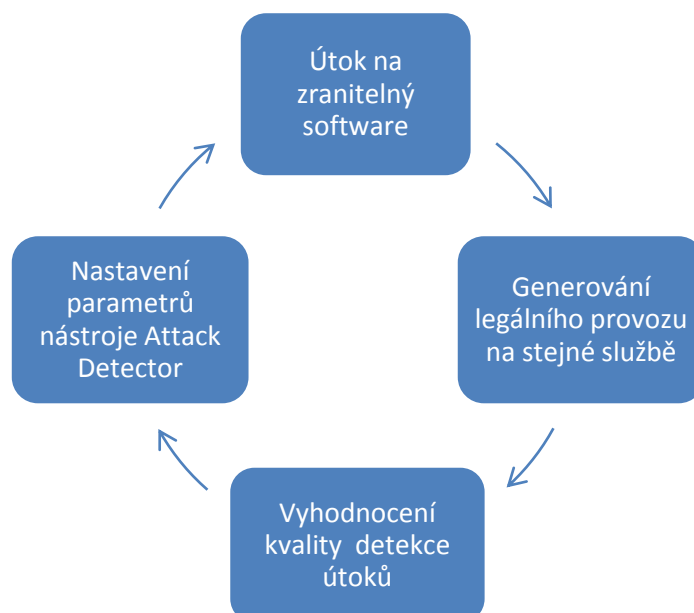 Útok na
zranitelný
software
Nastavení
parametrů
nástroje Attack
Detector
Generování
legálního provozu
na stejné službě
Vyhodnocení
kvality  detekce
útoků